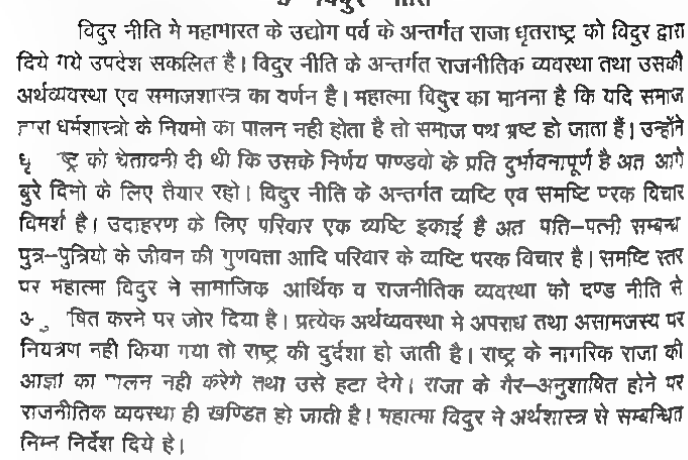 विदुर नीति मे महाभारत के उद्योग पर्व के अन्तर्गत राजा धृतराष्ट्र को विदुर द्वारा
दिये गये उपदेश सकलित है। विदुर नीति के अन्तर्गत राजनीतिक व्यवस्था तथा उसकी
अर्थव्यवस्था एव समाजशास्त्र का वर्णन है। महात्मा विदुर का मानना है कि यदि समाज
द्वारा धर्मशास्त्रो के नियमो का पालन नही होता है तो समाज पथ भ्रष्ट हो जाता हैं। उन्होंने
को चेतावनी दी थी कि उसके निर्णय पाण्डवो के प्रति दुर्भावनापूर्ण है अत आगे
बुरे दिनो के लिए तैयार रहो। विदुर नीति के अन्तर्गत व्यष्टि एव समष्टि परक विचार
विमर्श है। उदाहरण के लिए परिवार एक व्यष्टि इकाई है अत पति–पत्नी सम्बन्ध
पुत्र–पुत्रियो के जीवन की गुणवत्ता आदि परिवार के व्यष्टि परक विचार है। समष्टि स्तर
पर महात्मा विदुर ने सामाजिक आर्थिक व राजनीतिक व्यवस्था को दण्ड नीति से
करने पर जोर दिया है। प्रत्येक अर्थव्यवस्था मे अपराध तथा असामजस्य पर
नियत्रण नही किया गया तो राष्ट्र की दुर्दशा हो जाती है। राष्ट्र के नागरिक राजा की
आज्ञा का पालन नही करेगे तथा उसे हटा देगे। राजा के गैर–अनुशाषित होने पर
राजनीतिक व्यवस्था ही खण्डित हो जाती है। महात्मा विदुर ने अर्थशास्त्र से सम्बन्धित
निम्न निर्देश दिये हे।